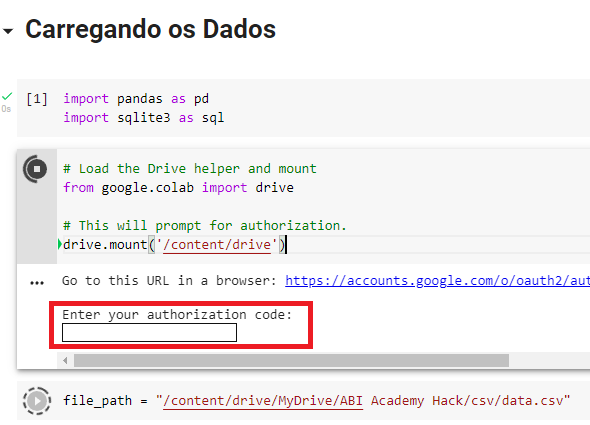 Carregando os Dados
[1] import pandas as pd
0s
import sqlite3 as sql
# Load the Drive helper and mount
from google.colab import drive
# This will prompt for authorization.
drive.mount('/content/drive')
... Go to this URL in a browser: https://accounts.google.com/o/oauth2/aut
Enter your authorization code:
file_path = "/content/drive/MyDrive/ABI Academy Hack/csv/data.csv"